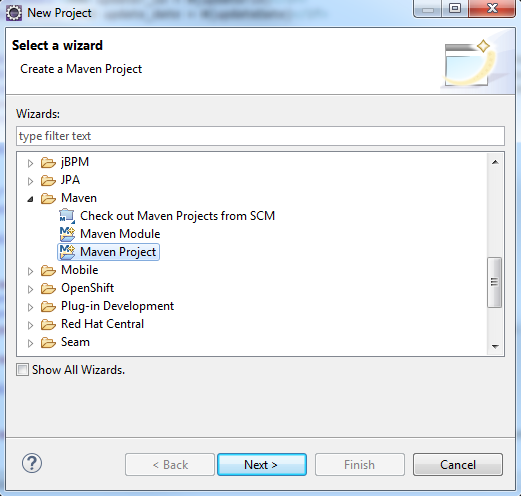 New Project
Select a wizard
Create a Maven Project
Wizards:
type filter text
jBPM
JPA
Maven
Check out Maven Projects from SCM
Maven Module
Maven Project
Mobile
OpenShift
Plug-in Development
Red Hat Central
Seam
Show All Wizards.
< Back
Next >
Finish
Cancel